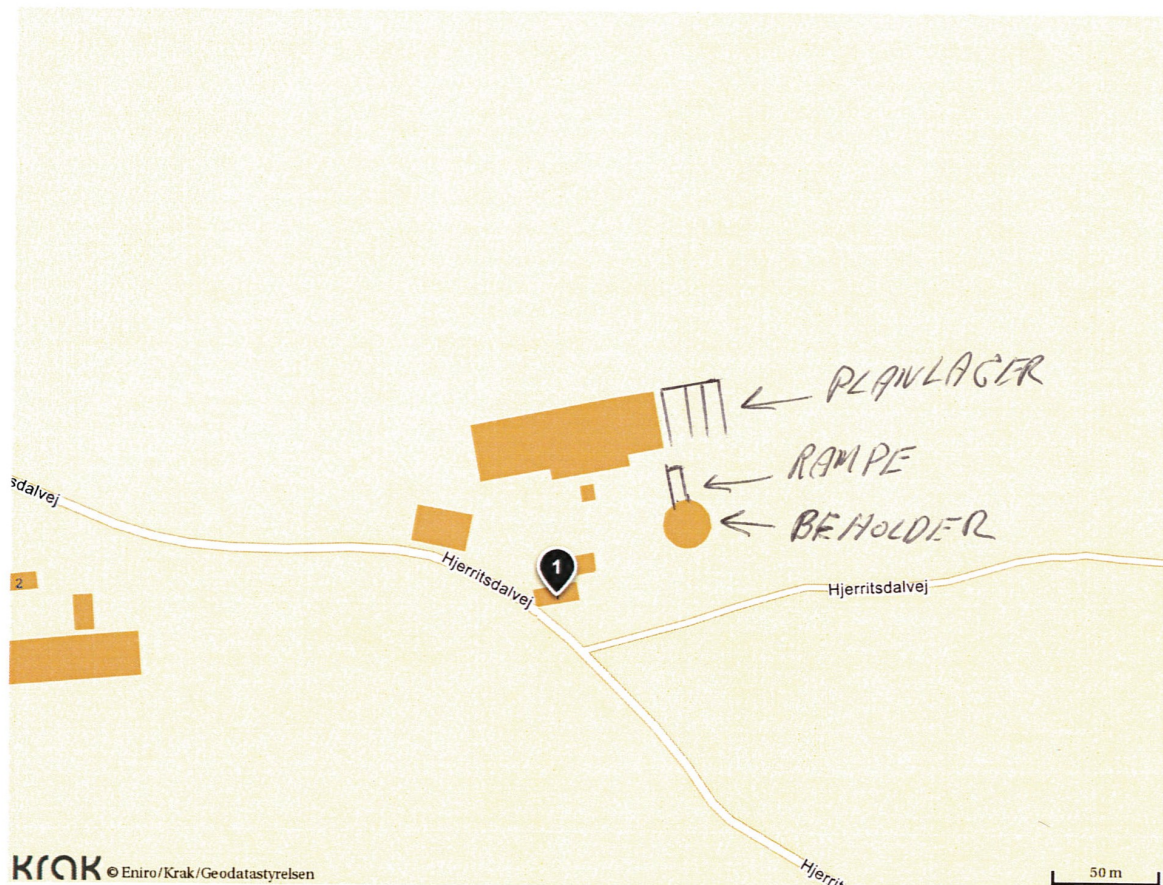 PLANLAGER
RAMPE
sdalvej
BEHOLDER
Hjerritsdalvej
1
2
Hjerritsdalvej
Hjerrit
krak © Eniro/Krak/Geodatastyrelsen
50 m